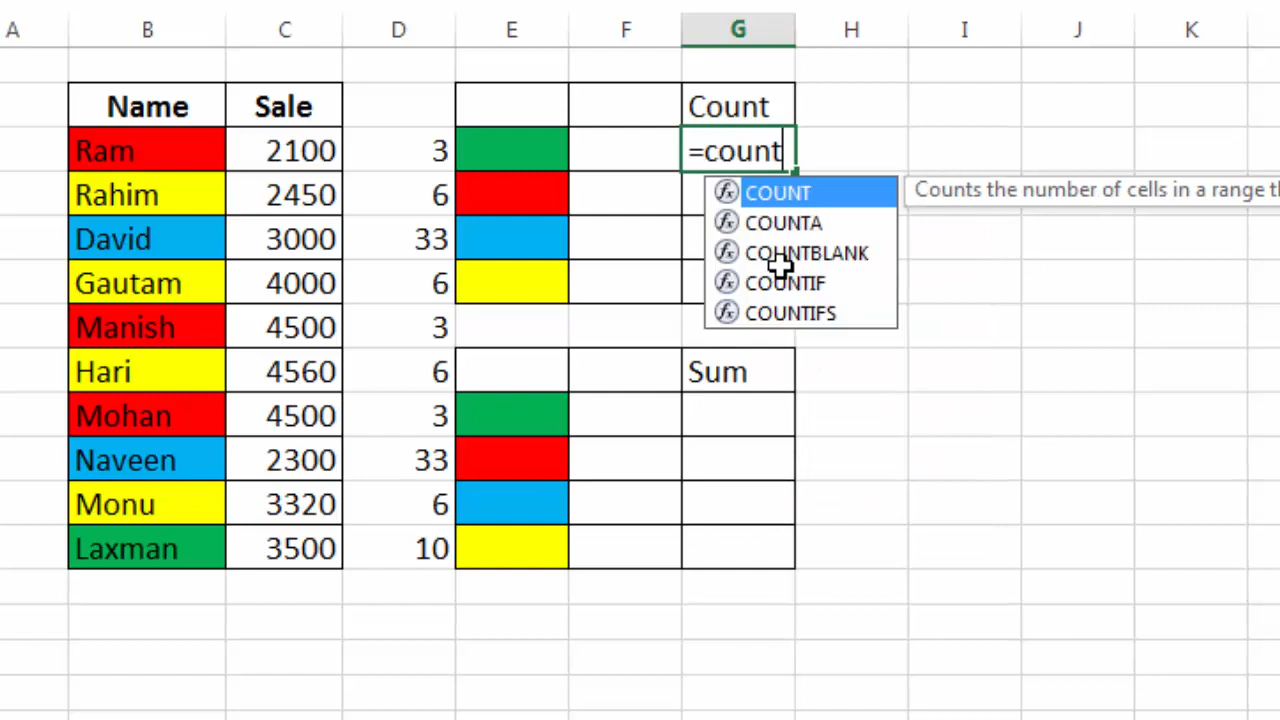 A B C D E F G H I J K
Name Sale Count
Ram 2100 3 =count
Rahim 2450 6 COUNT Counts the number of cells in a range
COUNTA
David 3000 33 COUNTBLANK
Gautam 4000 6 COUNTIF
Manish 4500 3 COUNTIFS
Hari 4560 6 Sum
Mohan 4500 3
Naveen 2300 33
Monu 3320 6
Laxman 3500 10